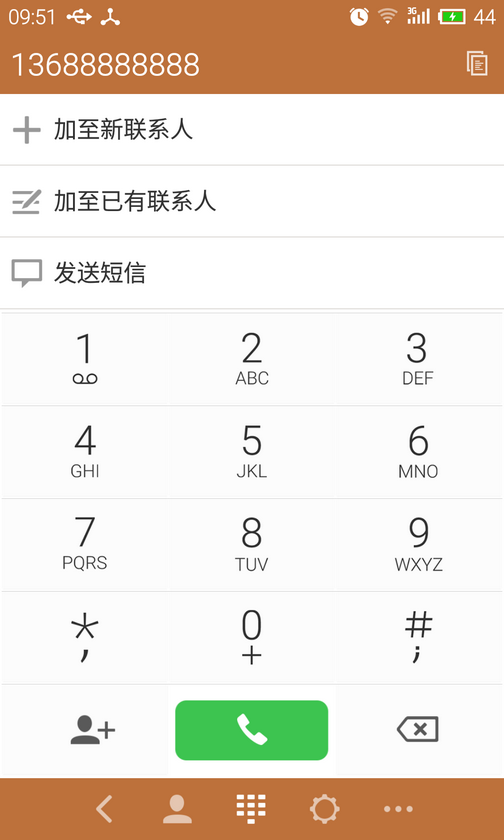 09:51 3G 44
13688888888
加至新联系人
加至已有联系人
发送短信
1 2 3
ABC DEF
4 5 6
GHI JKL MNO
7 8 9
PQRS TUV WXYZ
* 0 #
, + ;